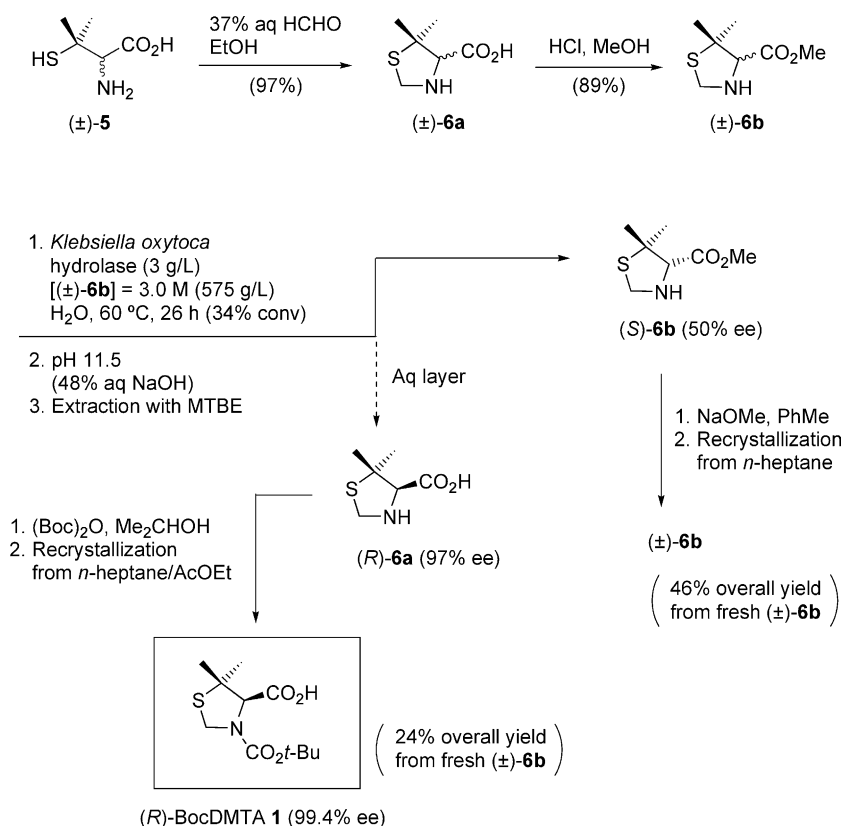 37% aq HCHO
EtOH
(97%)
HCl, MeOH
(89%)
HS
CO₂H
NH₂
(±)-5
S
CO₂H
NH
(±)-6a
S
CO₂Me
NH
(±)-6b
1. Klebsiella oxytoca
hydrolase (3 g/L)
[(±)-6b] = 3.0 M (575 g/L)
H₂O, 60 ºC, 26 h (34% conv)
2. pH 11.5
(48% aq NaOH)
3. Extraction with MTBE
S
CO₂Me
NH
(S)-6b (50% ee)
Aq layer
1. NaOMe, PhMe
2. Recrystallization
from n-heptane
(±)-6b
(46% overall yield
from fresh (±)-6b)
S
CO₂H
NH
(R)-6a (97% ee)
1. (Boc)₂O, Me₂CHOH
2. Recrystallization
from n-heptane/AcOEt
S
CO₂H
N
CO₂t-Bu
(24% overall yield
from fresh (±)-6b)
(R)-BocDMTA 1 (99.4% ee)